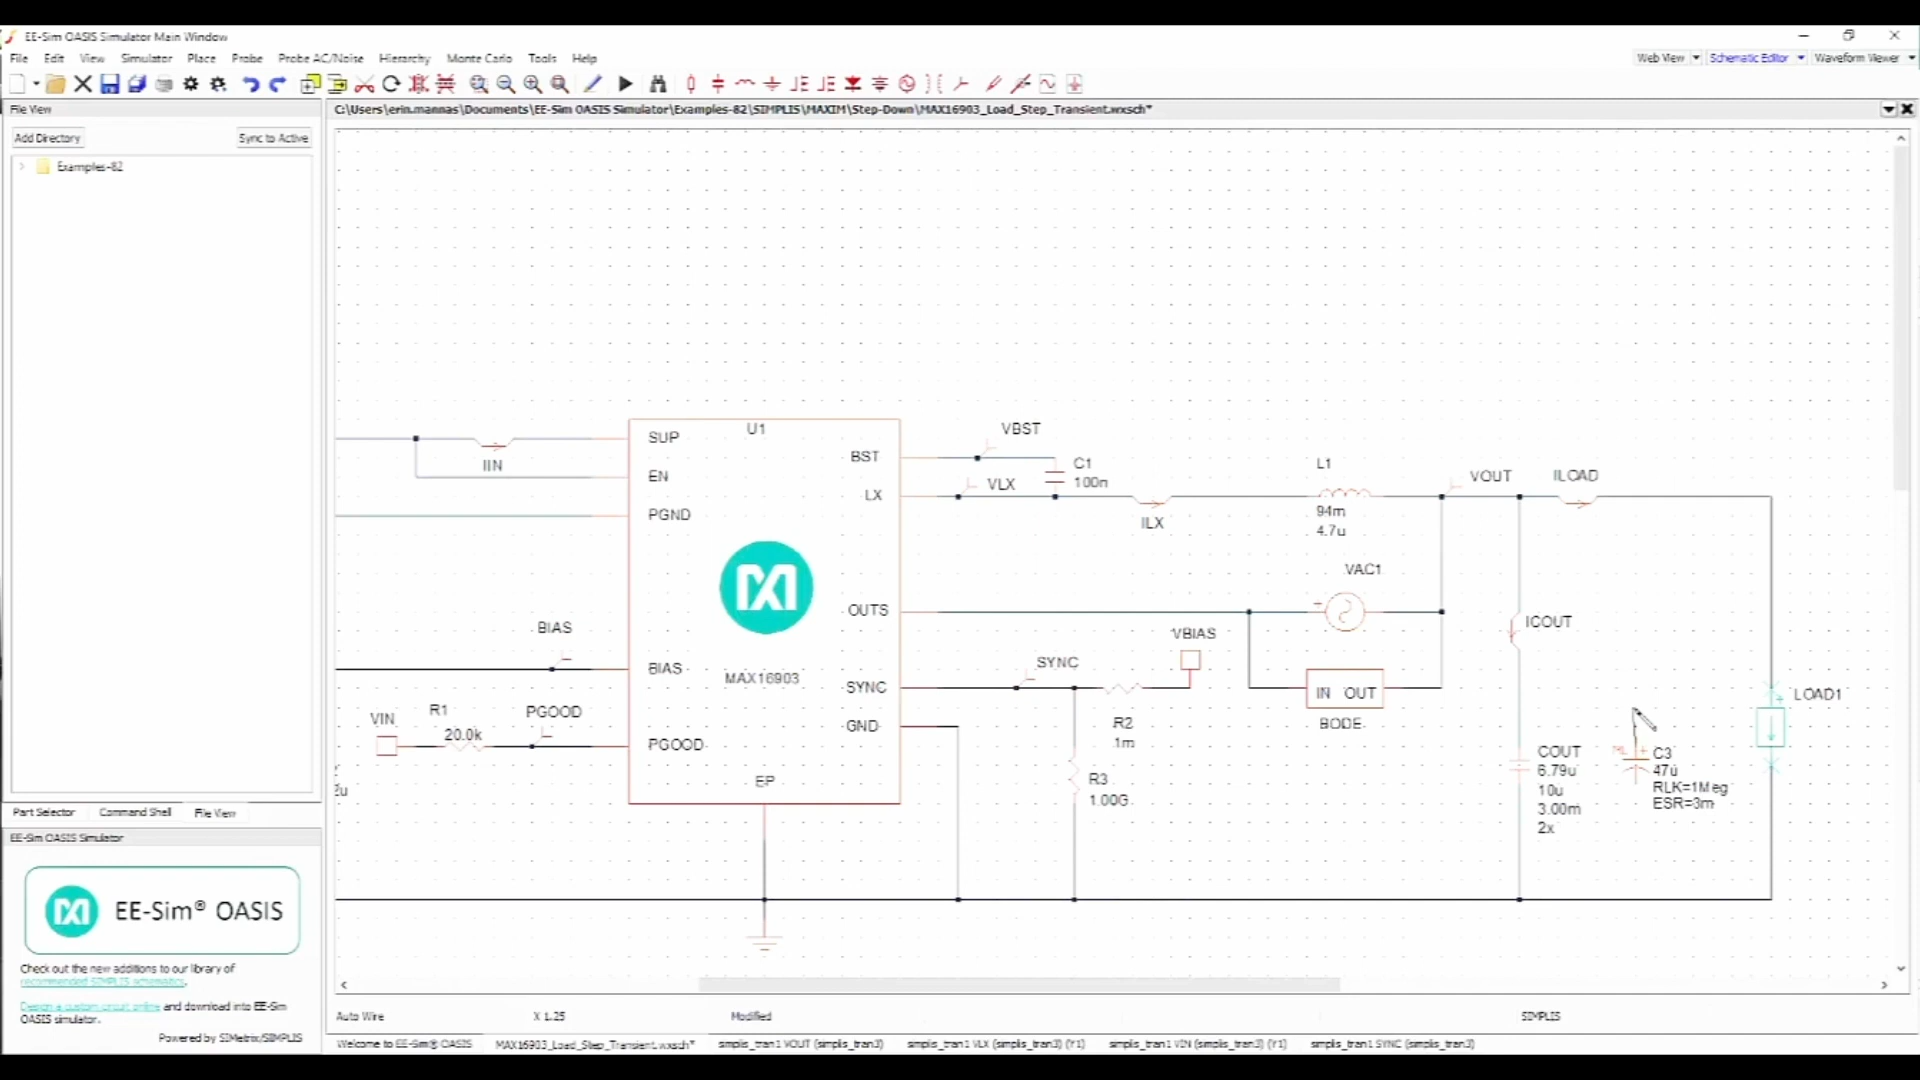 EE-Sim OASIS Simulator Main Window
File Edit View Simulator Place Probe Probe AC/Noise Hierarchy Monte Carlo Tools Help
Web View Schematic Editor Waveform Viewer
File View
C:\Users\erin.mannas\Documents\EE-Sim OASIS Simulator\Examples-82\SIMPLIS\MAXIM\Step-Down\MAX16903_Load_Step_Transient.wxsch*
Add Directory Sync to Active
Examples-82
U1
SUP
EN
PGND
BIAS
PGOOD
EP
BST
LX
OUTS
SYNC
GND
MAX16903
IIN
BIAS
VIN
R1
20.0k
PGOOD
2u
VBST
C1
100n
VLX
ILX
L1
94m
4.7u
VOUT
ILOAD
VAC1
VBIAS
SYNC
R2
1m
R3
1.00G
IN OUT
BODE
ICOUT
COUT
6.79u
10u
3.00m
2x
C3
47u
RLK=1Meg
ESR=3m
LOAD1
Part Selector Command Shell File View
EE-Sim OASIS Simulator
EE-Sim® OASIS
Check out the new additions to our library of
recommended SIMPLIS schematics.
Design a custom circuit online and download into EE-Sim
OASIS simulator.
Powered by SIMetrix/SIMPLIS
Auto Wire X 1.25 Modified SIMPLIS
Welcome to EE-Sim® OASIS MAX16903_Load_Step_Transient.wxsch* simplis_tran1 VOUT (simplis_tran3) simplis_tran1 VLX (simplis_tran3) (Y1) simplis_tran1 VIN (simplis_tran3) (Y1) simplis_tran1 SYNC (simplis_tran3)